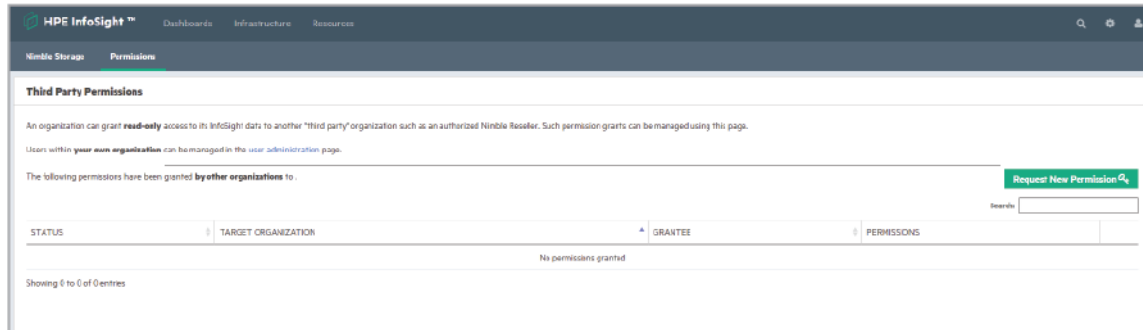 HPE InfoSight ™ Dashboards Infrastructure Resources
Nimble Storage Permissions
Third Party Permissions
An organization can grant read-only access to its InfoSight data to another "third party" organization such as an authorized Nimble Reseller. Such permission grants can be managed using this page.
Users within your own organization can be managed in the user administration page.
The following permissions have been granted by other organizations to .
Request New Permission
Search:
STATUS TARGET ORGANIZATION GRANTEE PERMISSIONS
No permissions granted
Showing 0 to 0 of 0 entries